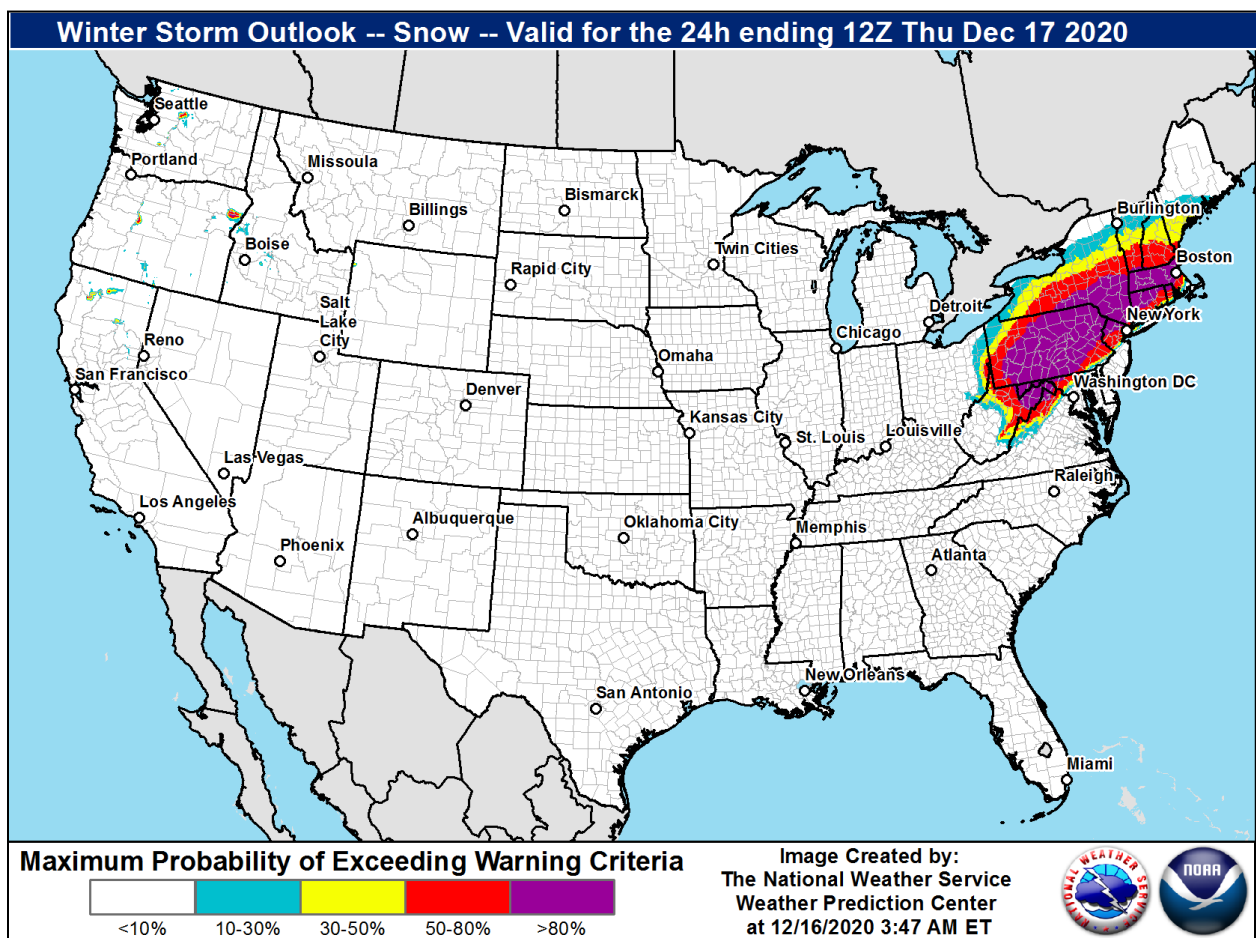 Winter Storm Outlook -- Snow -- Valid for the 24h ending 12Z Thu Dec 17 2020
Seattle
Portland
Missoula
Bismarck
Billings
Boise
Twin Cities
Burlington
Rapid City
Boston
Salt
Lake
City
Detroit
New York
Reno
Chicago
Omaha
San Francisco
Denver
Washington DC
Kansas City
St. Louis
Louisville
Las Vegas
Raleigh
Los Angeles
Albuquerque
Oklahoma City
Memphis
Phoenix
Atlanta
New Orleans
San Antonio
Miami
Maximum Probability of Exceeding Warning Criteria
<10%
10-30%
30-50%
50-80%
>80%
Image Created by:
The National Weather Service
Weather Prediction Center
at 12/16/2020 3:47 AM ET
NATIONAL WEATHER SERVICE
NOAA